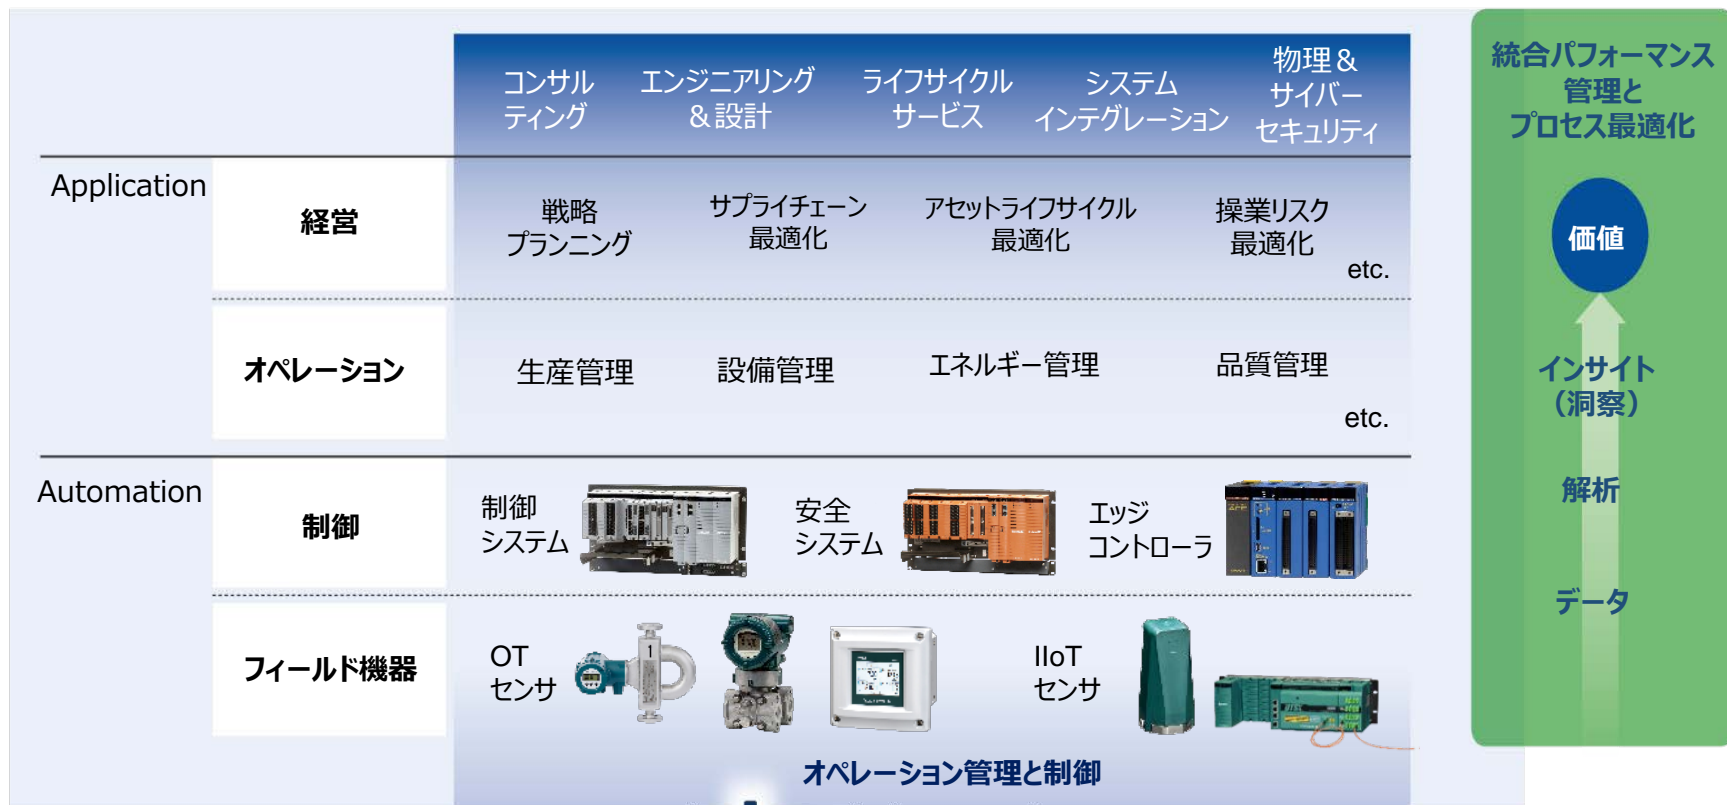 コンサル
ティング
エンジニアリング
&設計
ライフサイクル
サービス
システム
インテグレーション
物理&
サイバー
セキュリティ
統合パフォーマンス
管理と
プロセス最適化
Application
経営
戦略
プランニング
サプライチェーン
最適化
アセットライフサイクル
最適化
操業リスク
最適化
etc.
価値
オペレーション
生産管理
設備管理
エネルギー管理
品質管理
etc.
インサイト
(洞察)
Automation
制御
制御
システム
安全
システム
エッジ
コントローラ
解析
データ
フィールド機器
OT
センサ
1
IIoT
センサ
オペレーション管理と制御